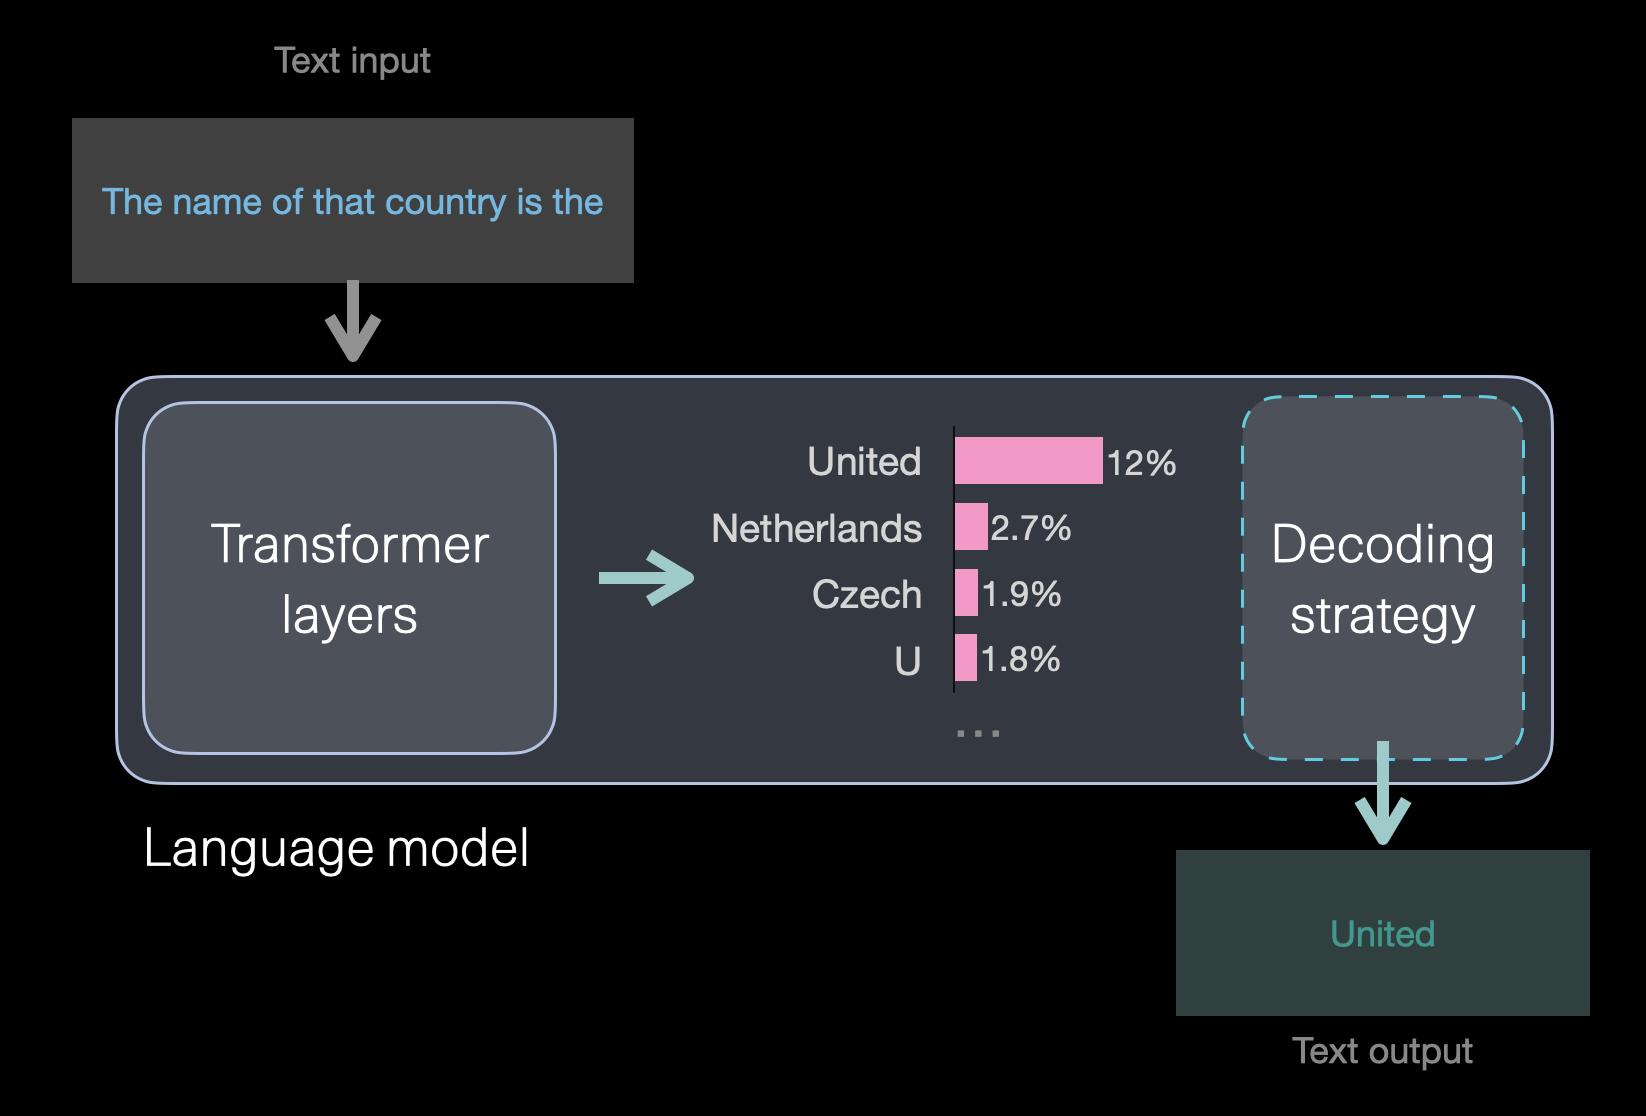 Text input
The name of that country is the
Transformer
layers
United 12%
Netherlands 2.7%
Czech 1.9%
U 1.8%
...
Decoding
strategy
Language model
United
Text output